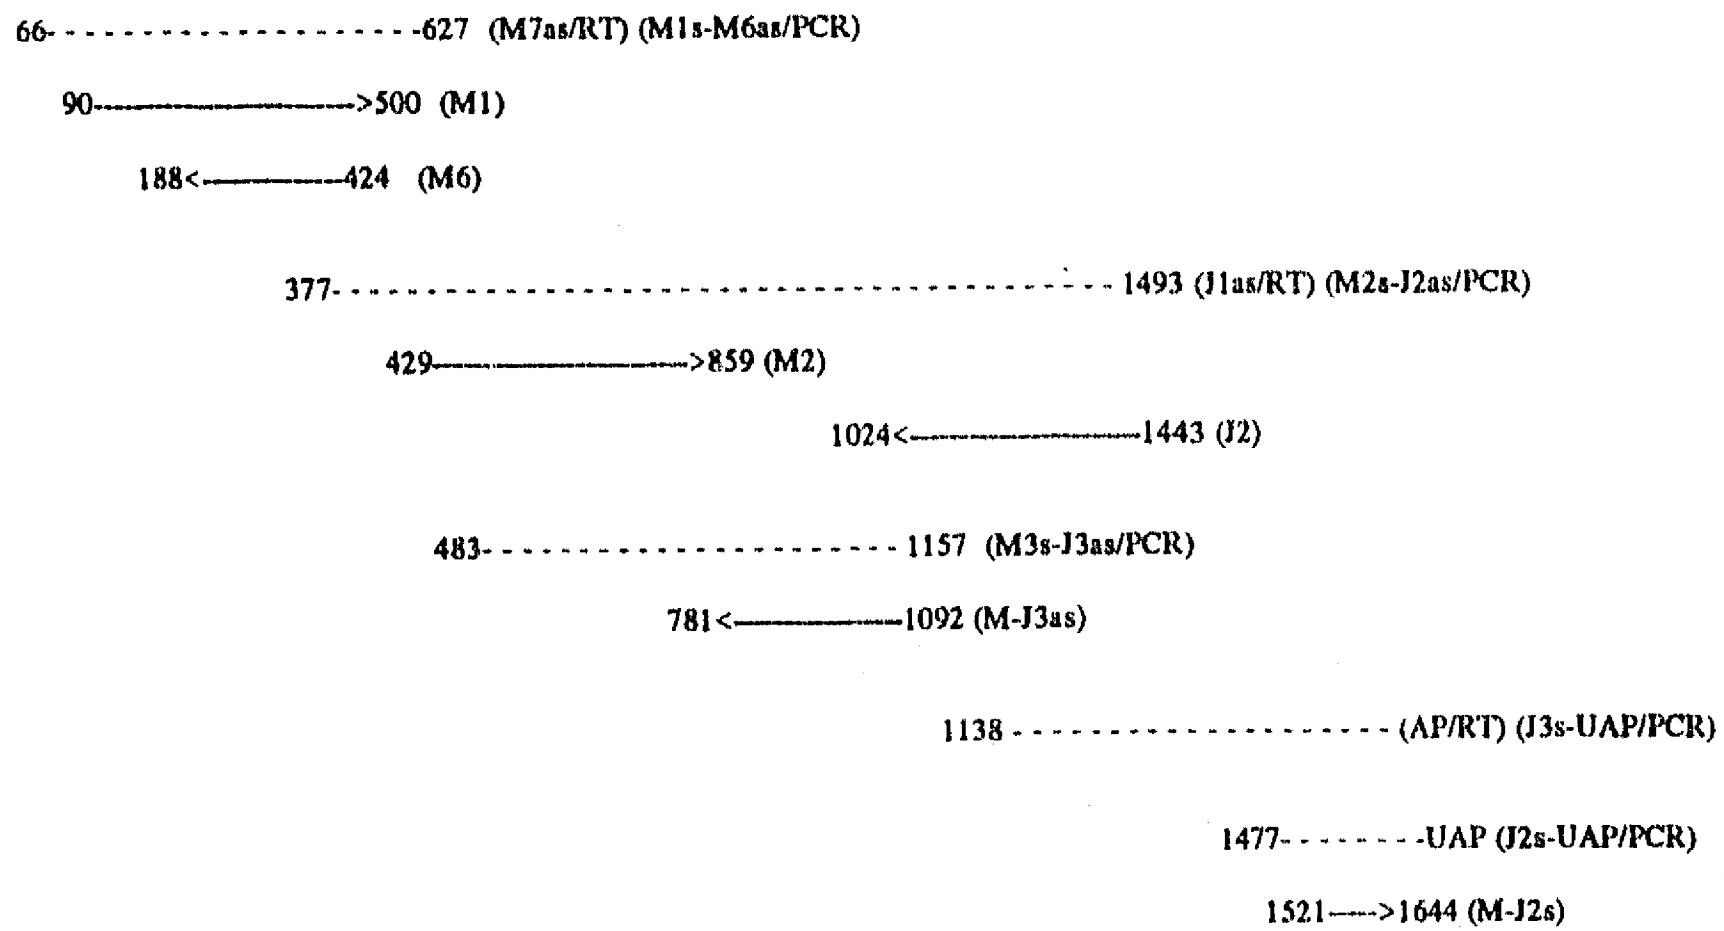 66- - - - - - - - - - - - - - - - - - - -627 (M7as/RT) (M1s-M6as/PCR)
90-------------------->500 (M1)
188<-----------424 (M6)
377- - - - - - - - - - - - - - - - - - - - - - - - - - - - - - - - - - - - - - - - 1493 (J1as/RT) (M2s-J2as/PCR)
429-------------------->859 (M2)
1024<------------------1443 (J2)
483- - - - - - - - - - - - - - - - - - - - - - 1157 (M3s-J3as/PCR)
781<-------------1092 (M-J3as)
1138 - - - - - - - - - - - - - - - - - - - - (AP/RT) (J3s-UAP/PCR)
1477- - - - - - - -UAP (J2s-UAP/PCR)
1521---->1644 (M-J2s)